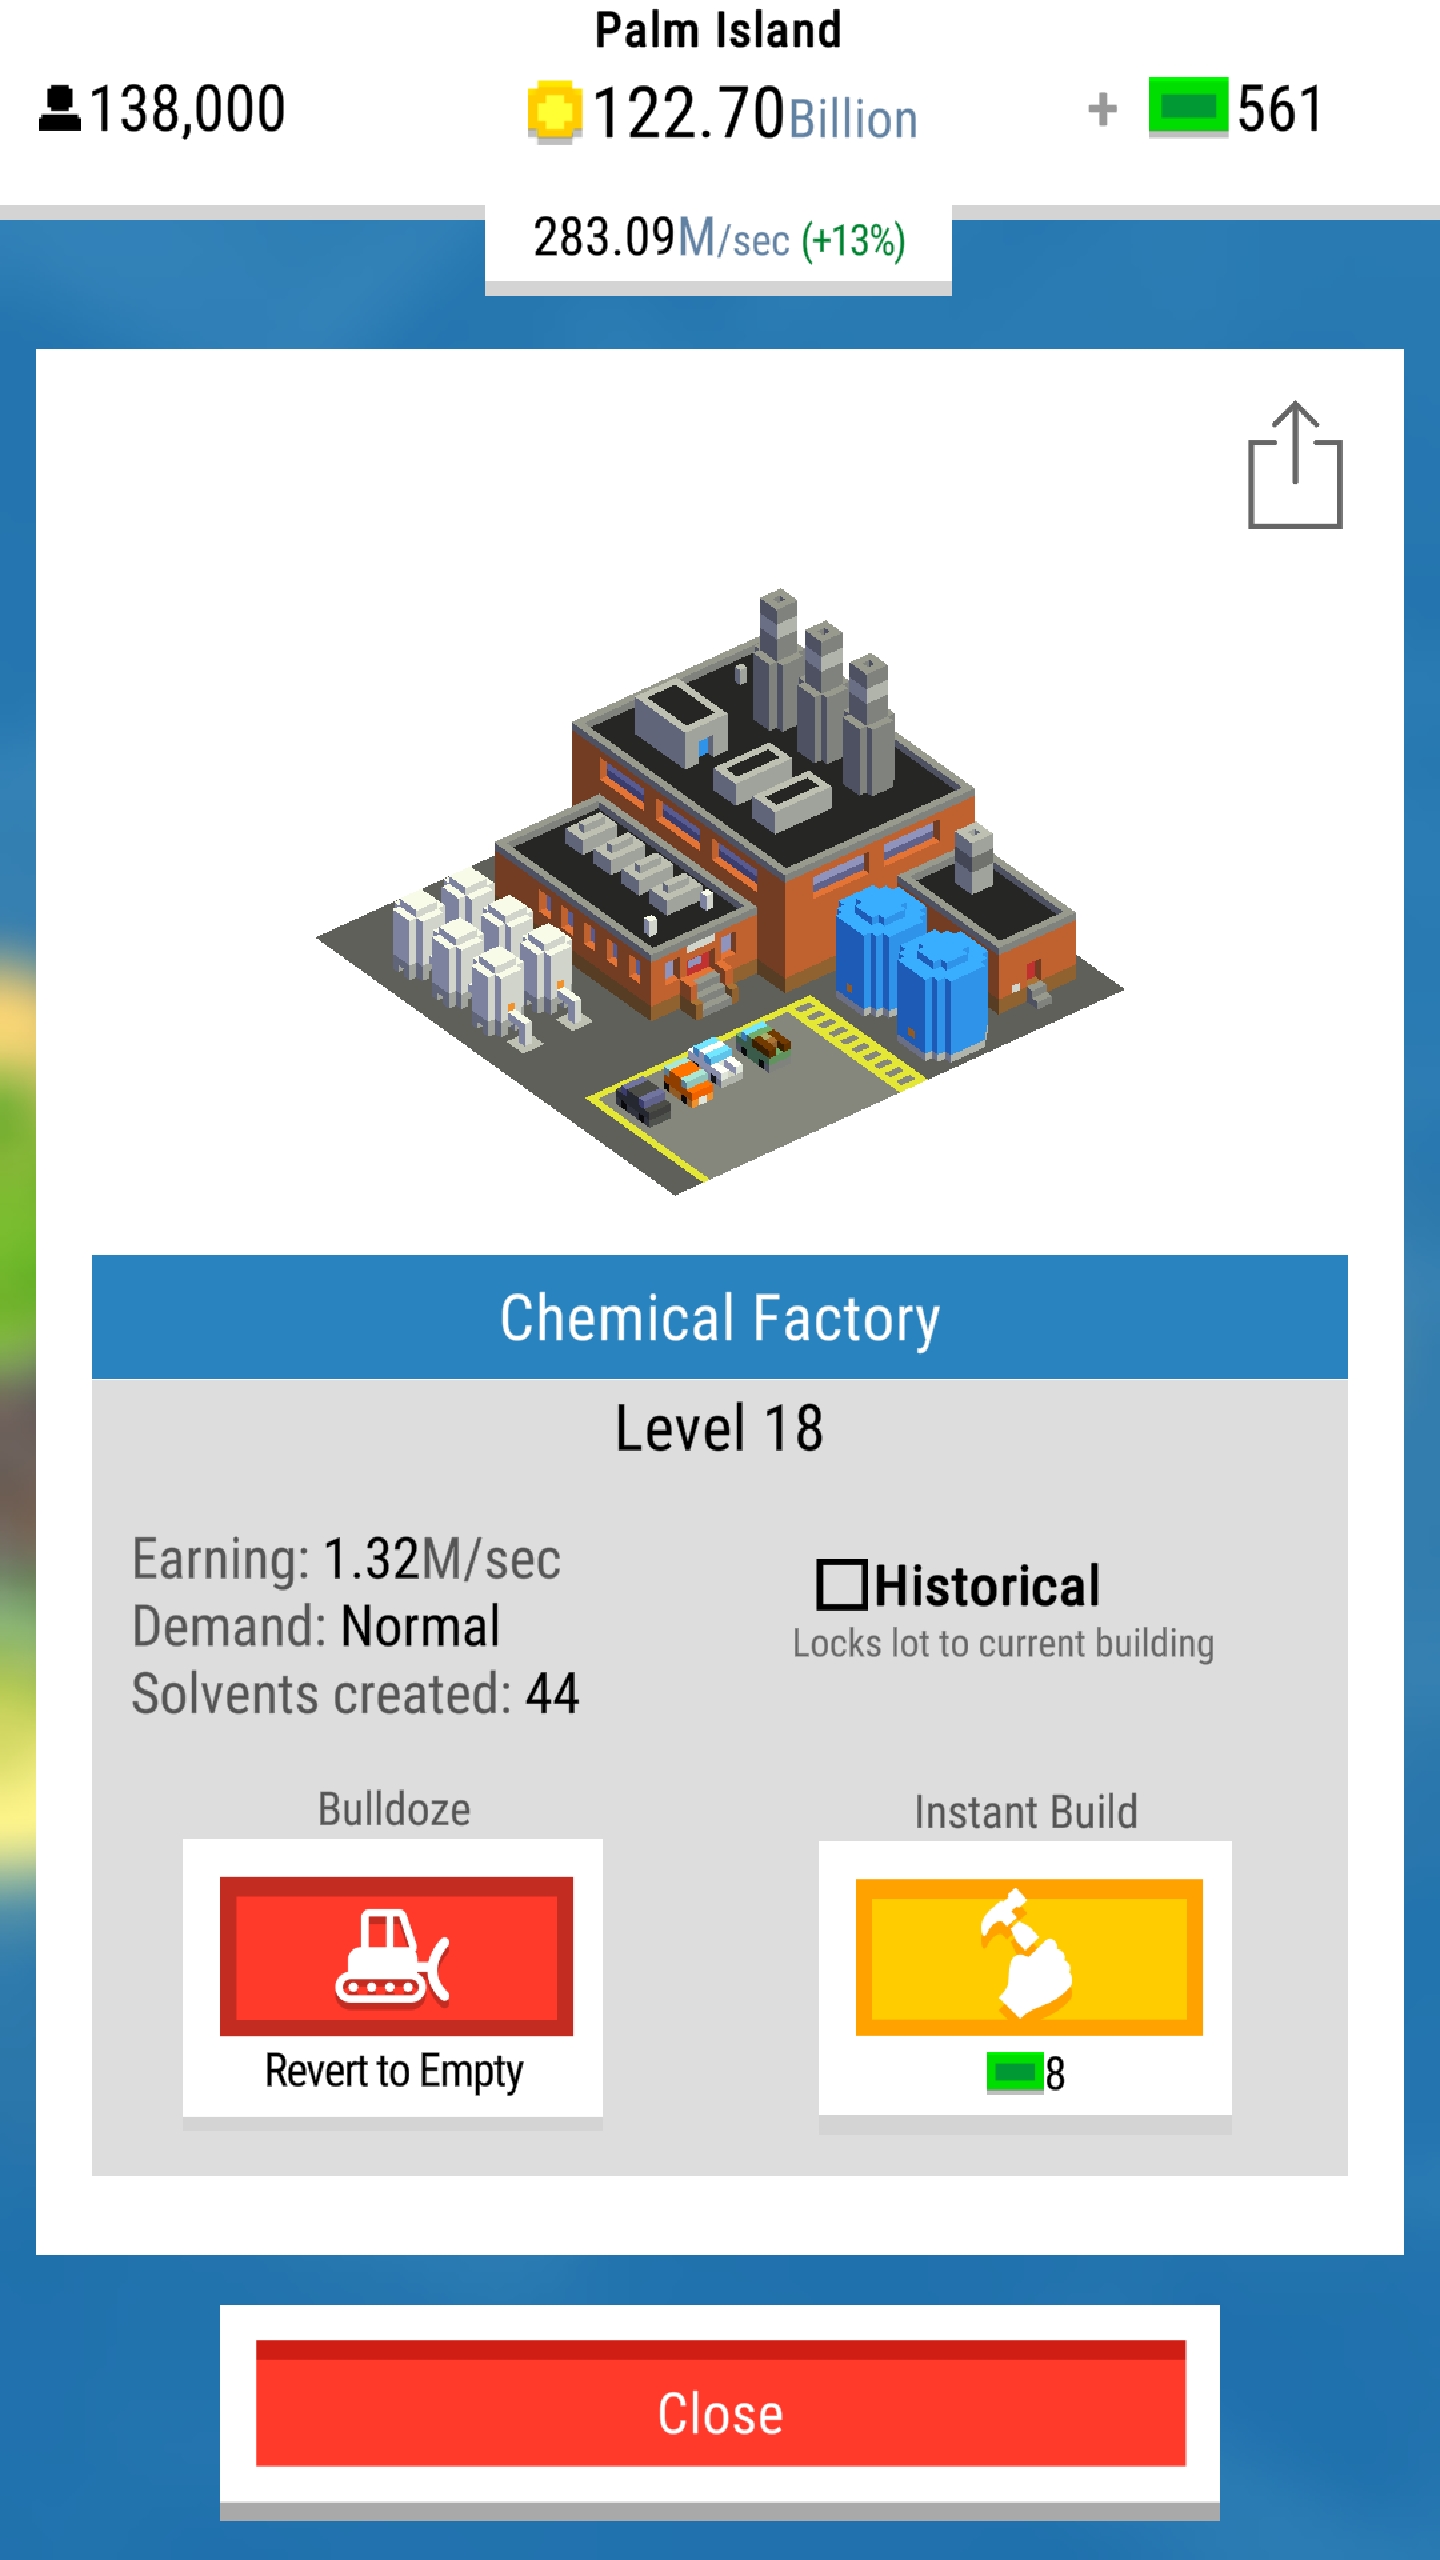 Palm Island
138,000
122.70Billion
+ 561
283.09M/sec (+13%)
Chemical Factory
Level 18
Earning: 1.32M/sec
Demand: Normal
Solvents created: 44
Historical
Locks lot to current building
Bulldoze
Revert to Empty
Instant Build
8
Close